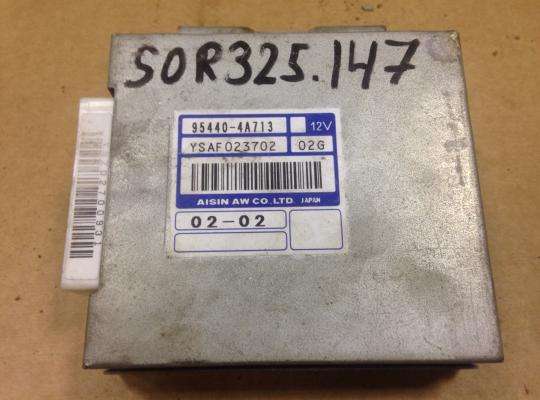 SOR325.147
95440-4A713 12V
YSAF023702 02G
AISIN AW CO.,LTD JAPAN
02-02